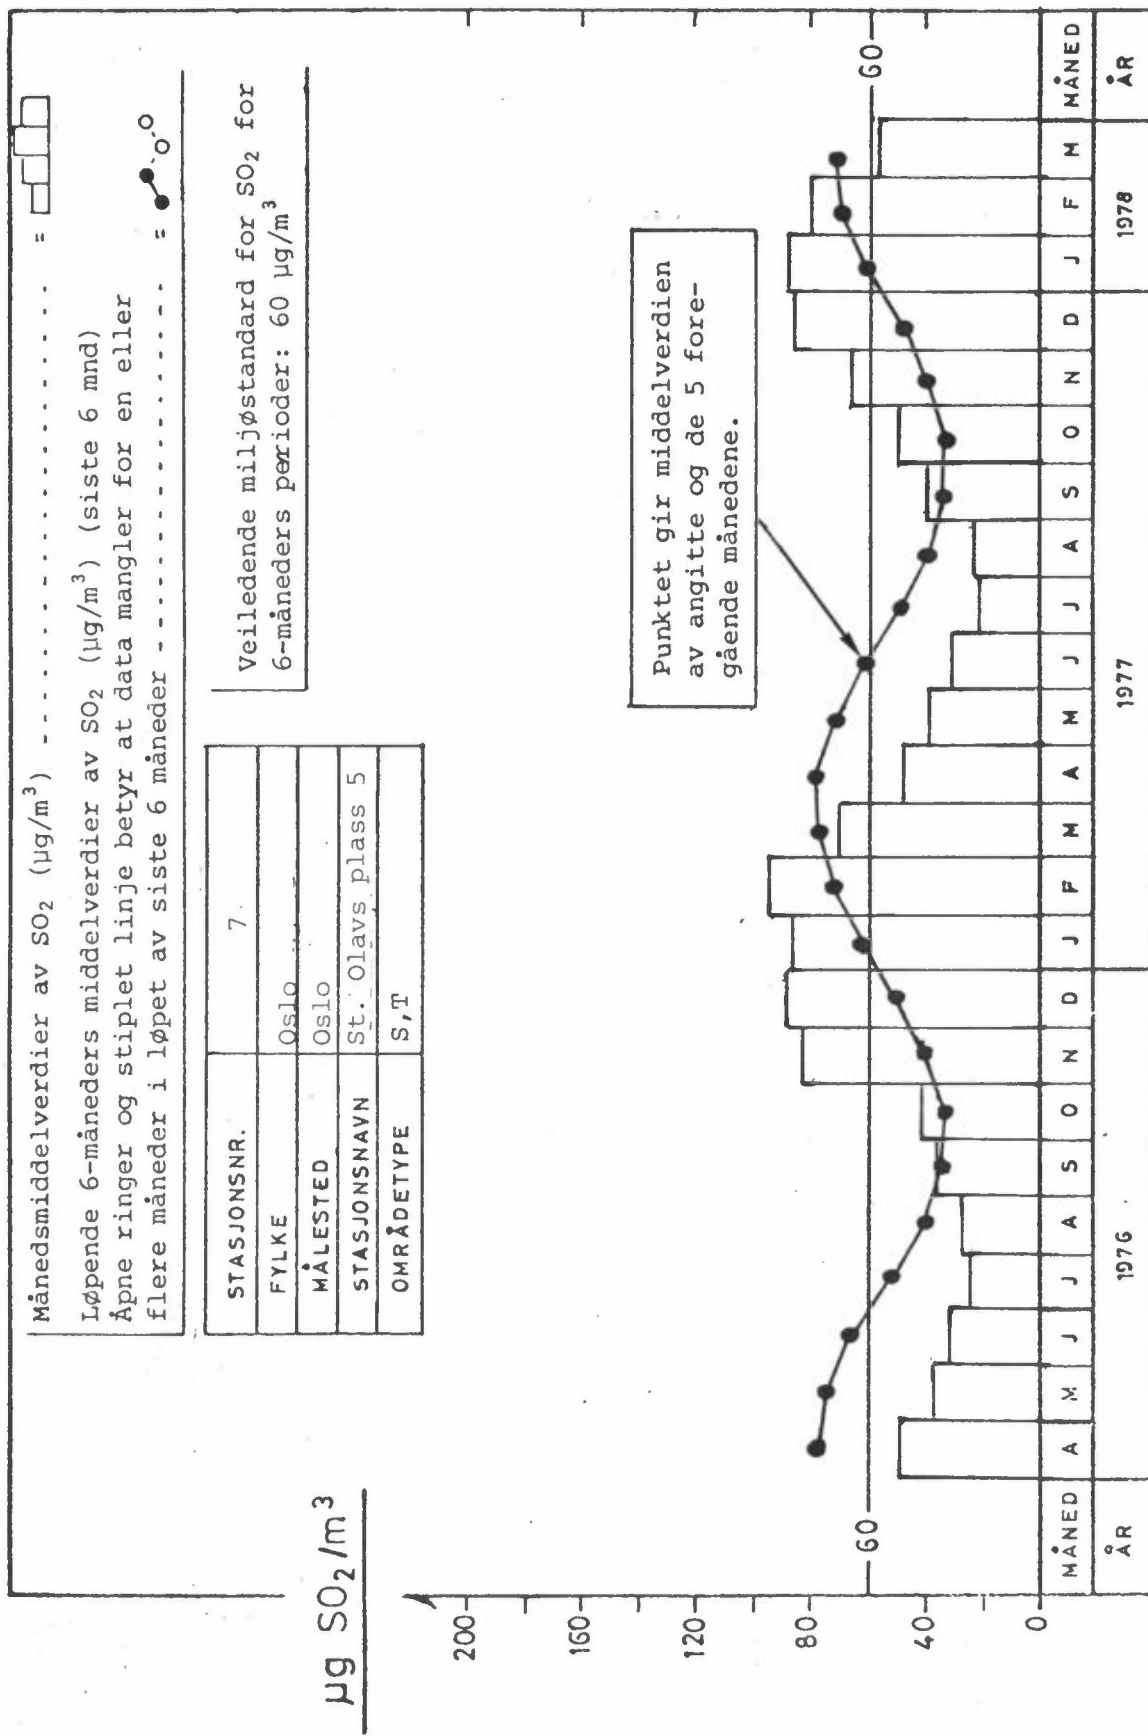 Månedsmiddelverdier av SO₂ (µg/m³) - - - - - - - - - - - - - - - - - =
Løpende 6-måneders middelverdier av SO₂ (µg/m³) (siste 6 mnd)
Åpne ringer og stiplet linje betyr at data mangler for en eller
flere måneder i løpet av siste 6 måneder - - - - - - - - - - =
STASJONSNR. 7
FYLKE Oslo
MÅLESTED Oslo
STASJONSNAVN St. Olavs plass 5
OMRÅDETYPE S,T
Veiledende miljøstandard for SO₂ for
6-måneders perioder: 60 µg/m³
µg SO₂/m³
Punktet gir middelverdien
av angitte og de 5 fore-
gående månedene.
200
160
120
80
40
0
60
60
MÅNED A M J J A S O N D J F M A M J J A S O N D J F M MÅNED
ÅR 1976 1977 1978 ÅR